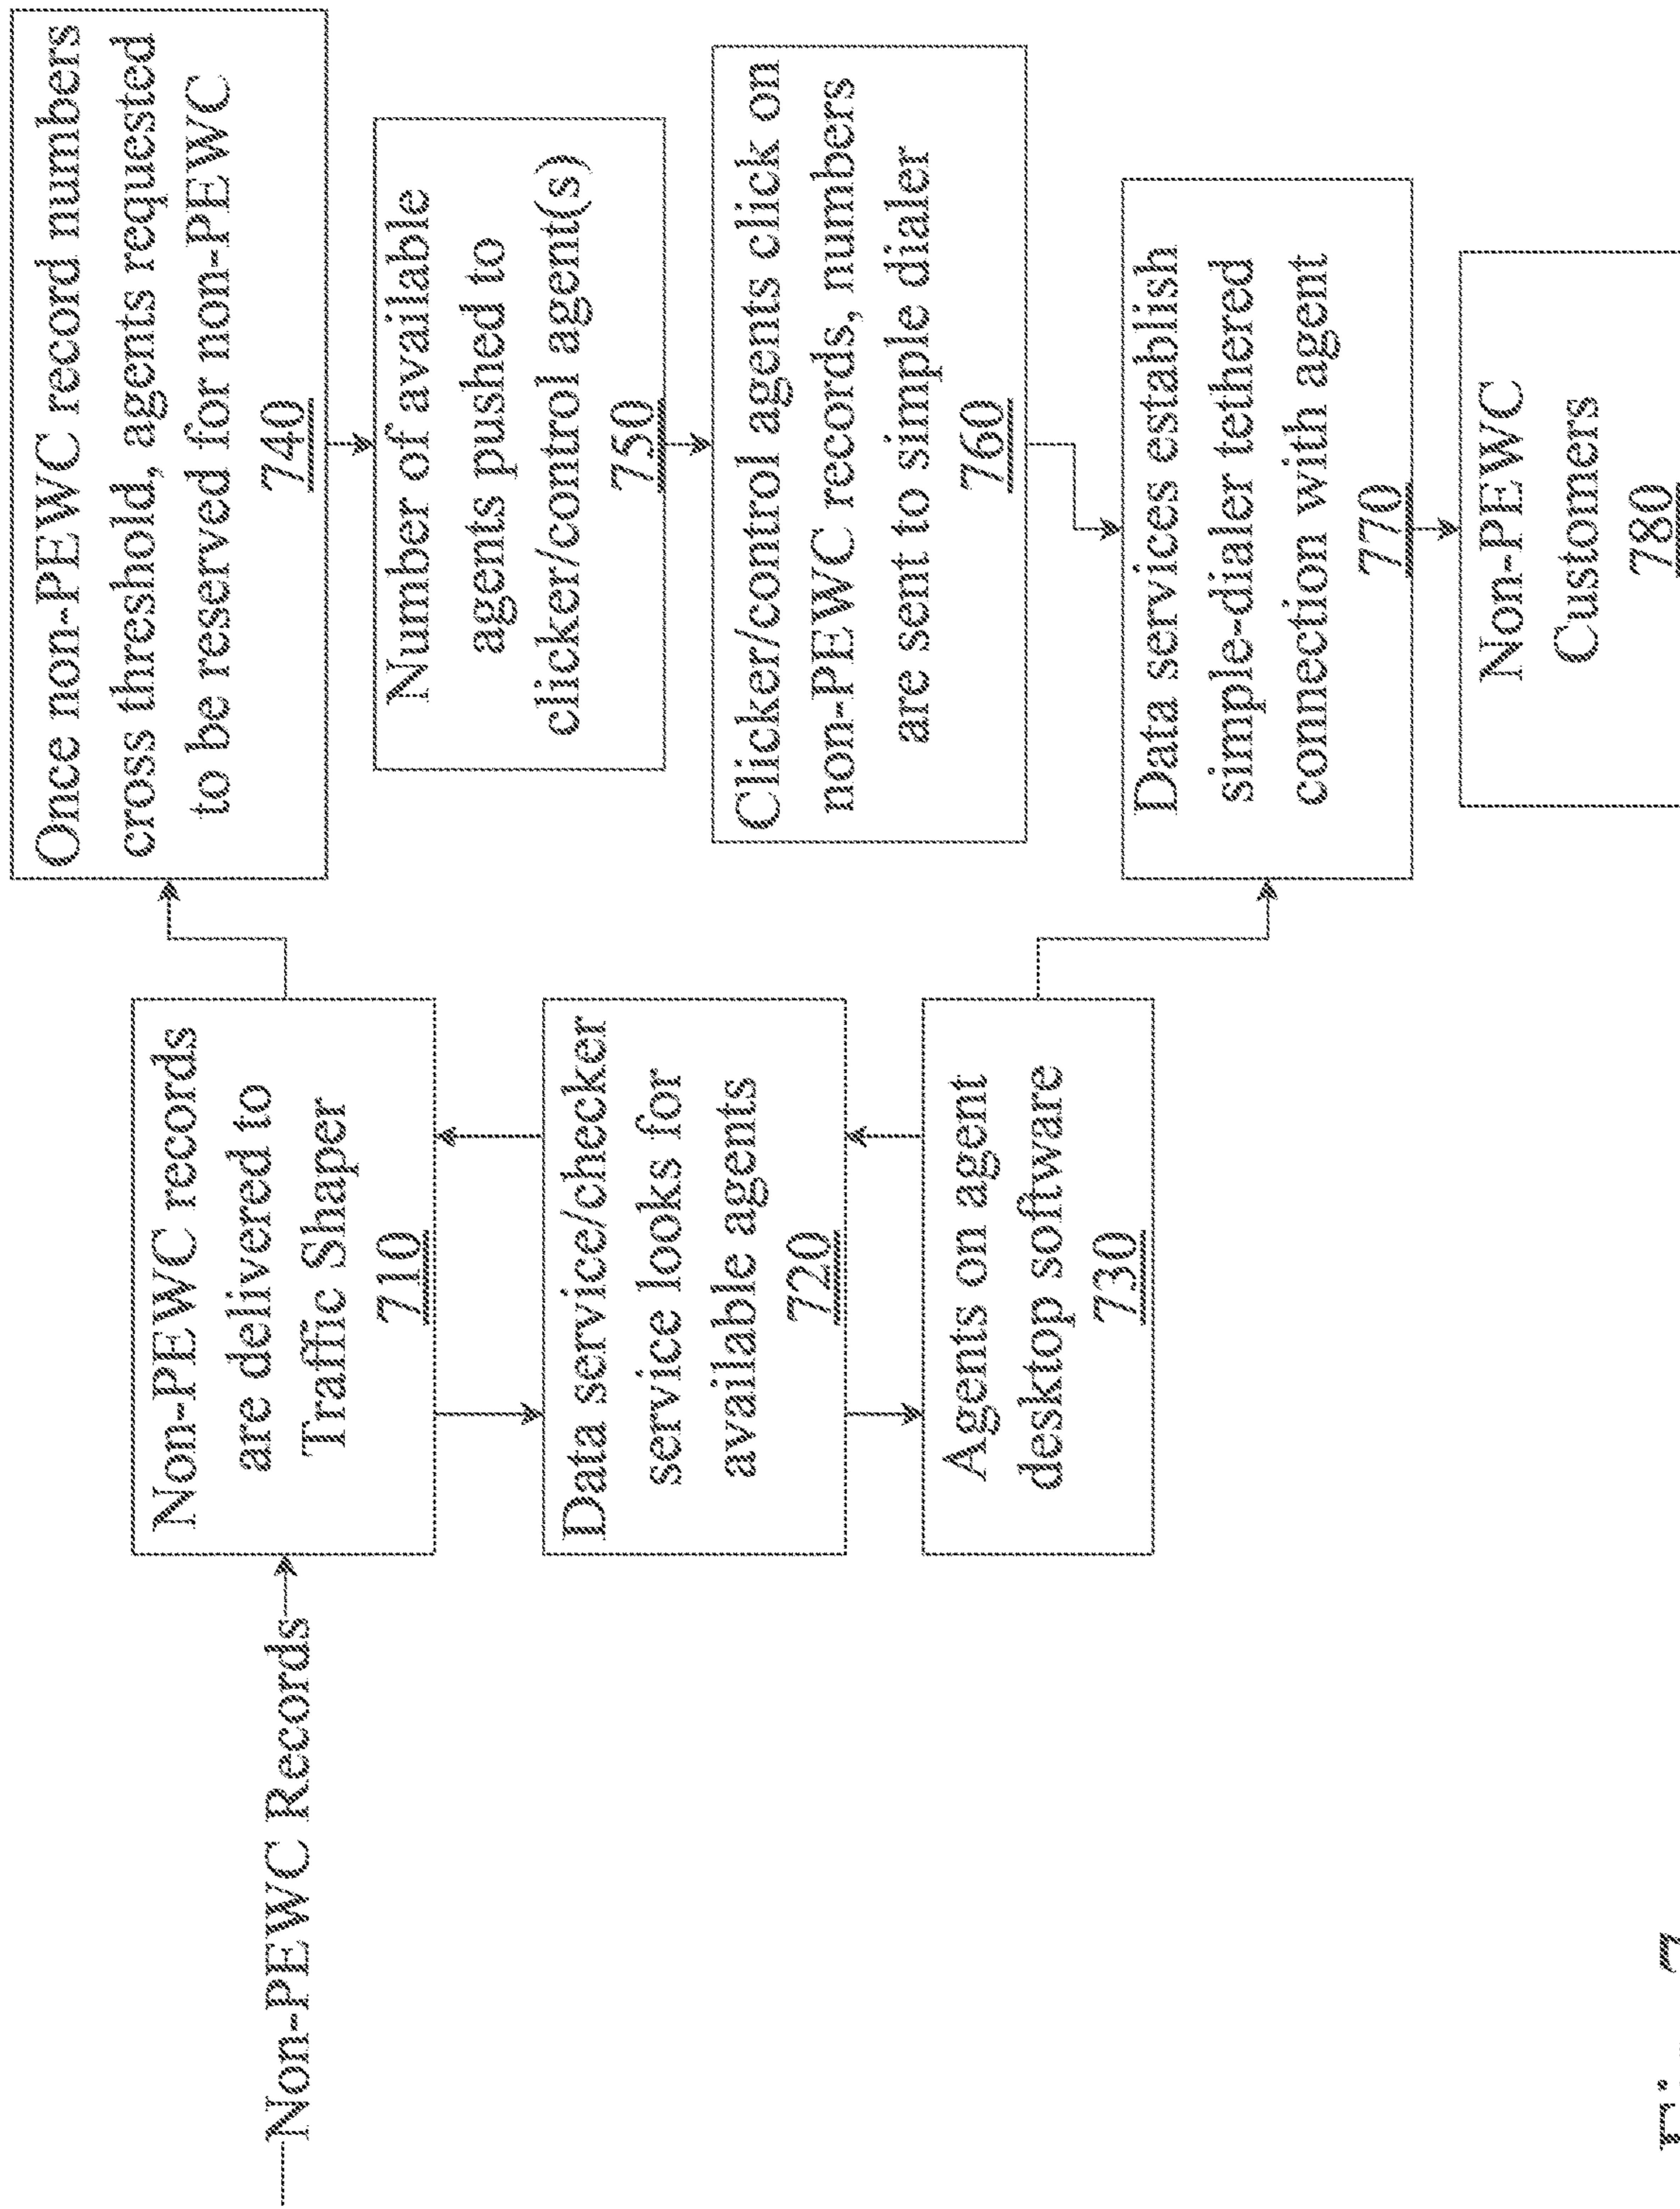 Non-PEWC Records
Non-PEWC records
are delivered to
Traffic Shaper
710
Data service/checker
service looks for
available agents
720
Agents on agent
desktop software
730
Once non-PEWC record numbers
cross threshold, agents requested
to be reserved for non-PEWC
740
Number of available
agents pushed to
clicker/control agent(s)
750
Clicker/control agents click on
non-PEWC records, numbers
are sent to simple dialer
760
Data services establish
simple-dialer tethered
connection with agent
770
Non-PEWC
Customers
780